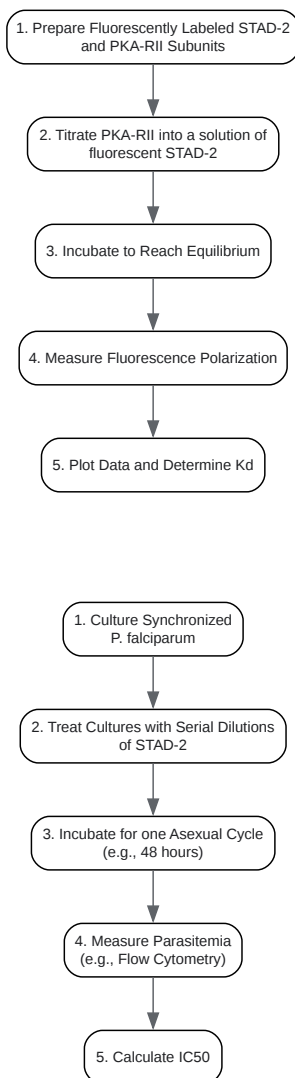 1. Prepare Fluorescently Labeled STAD-2
and PKA-RII Subunits
2. Titrate PKA-RII into a solution of
fluorescent STAD-2
3. Incubate to Reach Equilibrium
4. Measure Fluorescence Polarization
5. Plot Data and Determine Kd
1. Culture Synchronized
P. falciparum
2. Treat Cultures with Serial Dilutions
of STAD-2
3. Incubate for one Asexual Cycle
(e.g., 48 hours)
4. Measure Parasitemia
(e.g., Flow Cytometry)
5. Calculate IC50